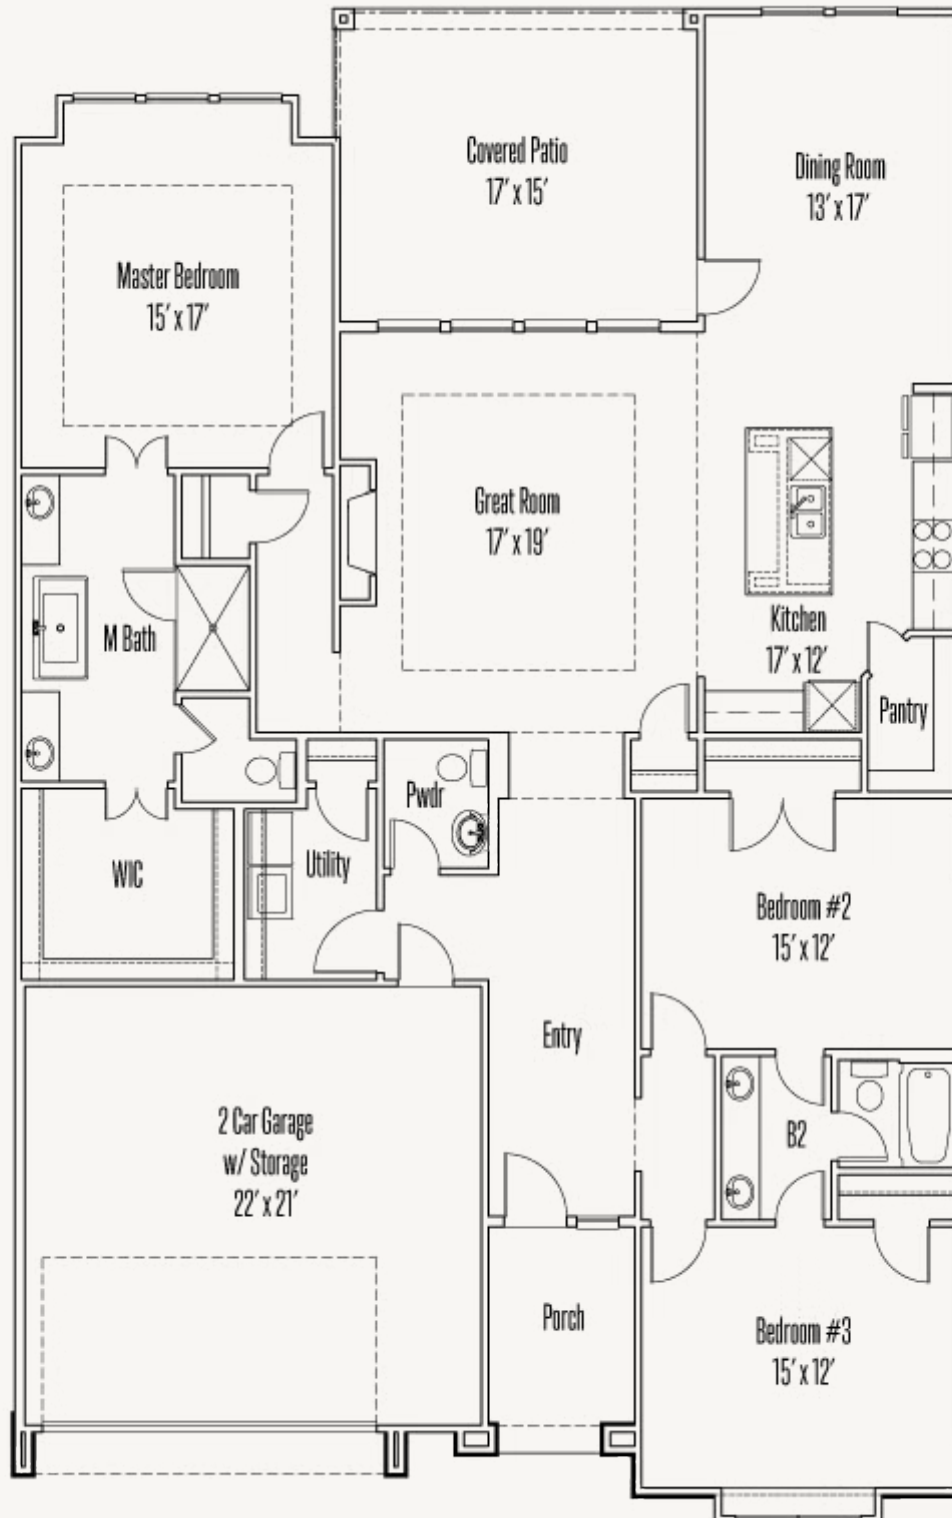 Covered Patio
17' x 15'
Dining Room
13' x 17'
Master Bedroom
15' x 17'
Great Room
17' x 19'
Kitchen
17' x 12'
M Bath
Pantry
Pwdr
Utility
WIC
Bedroom #2
15' x 12'
Entry
2 Car Garage
w/ Storage
22' x 21'
B2
Porch
Bedroom #3
15' x 12'